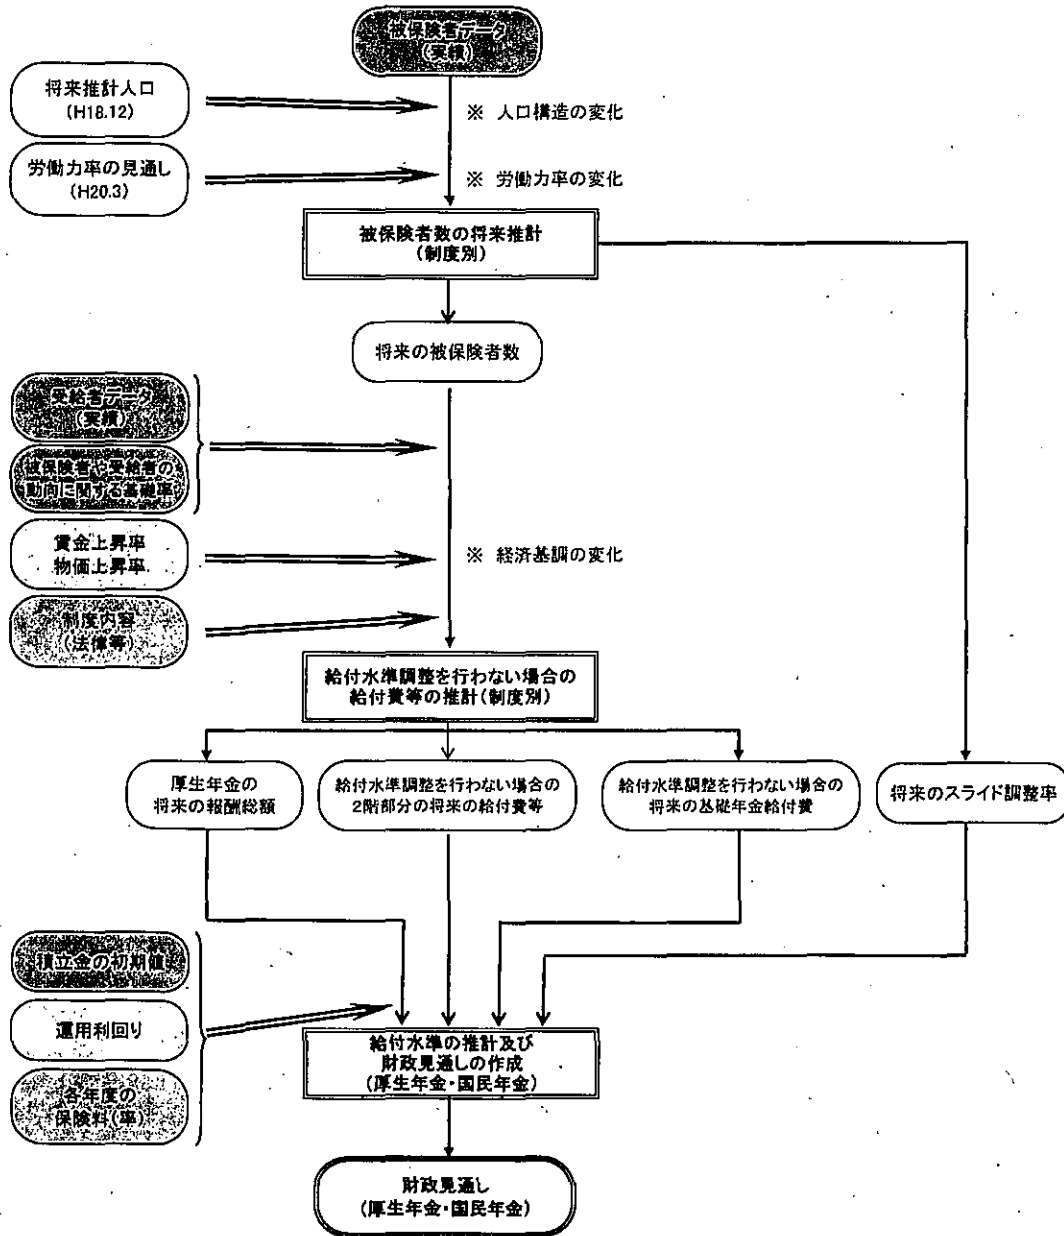 被保険者データ
(実績)
将来推計人口
(H18.12)
※ 人口構造の変化
労働力率の見通し
(H20.3)
※ 労働力率の変化
被保険者数の将来推計
(制度別)
将来の被保険者数
受給者データ
(実績)
被保険者や受給者の
動向に関する基礎率
賃金上昇率
物価上昇率
※ 経済基調の変化
制度内容
(法律等)
給付水準調整を行わない場合の
給付費等の推計(制度別)
厚生年金の
将来の報酬総額
給付水準調整を行わない場合の
2階部分の将来の給付費等
給付水準調整を行わない場合の
将来の基礎年金給付費
将来のスライド調整率
積立金の初期値
運用利回り
各年度の
保険料(率)
給付水準の推計及び
財政見通しの作成
(厚生年金・国民年金)
財政見通し
(厚生年金・国民年金)